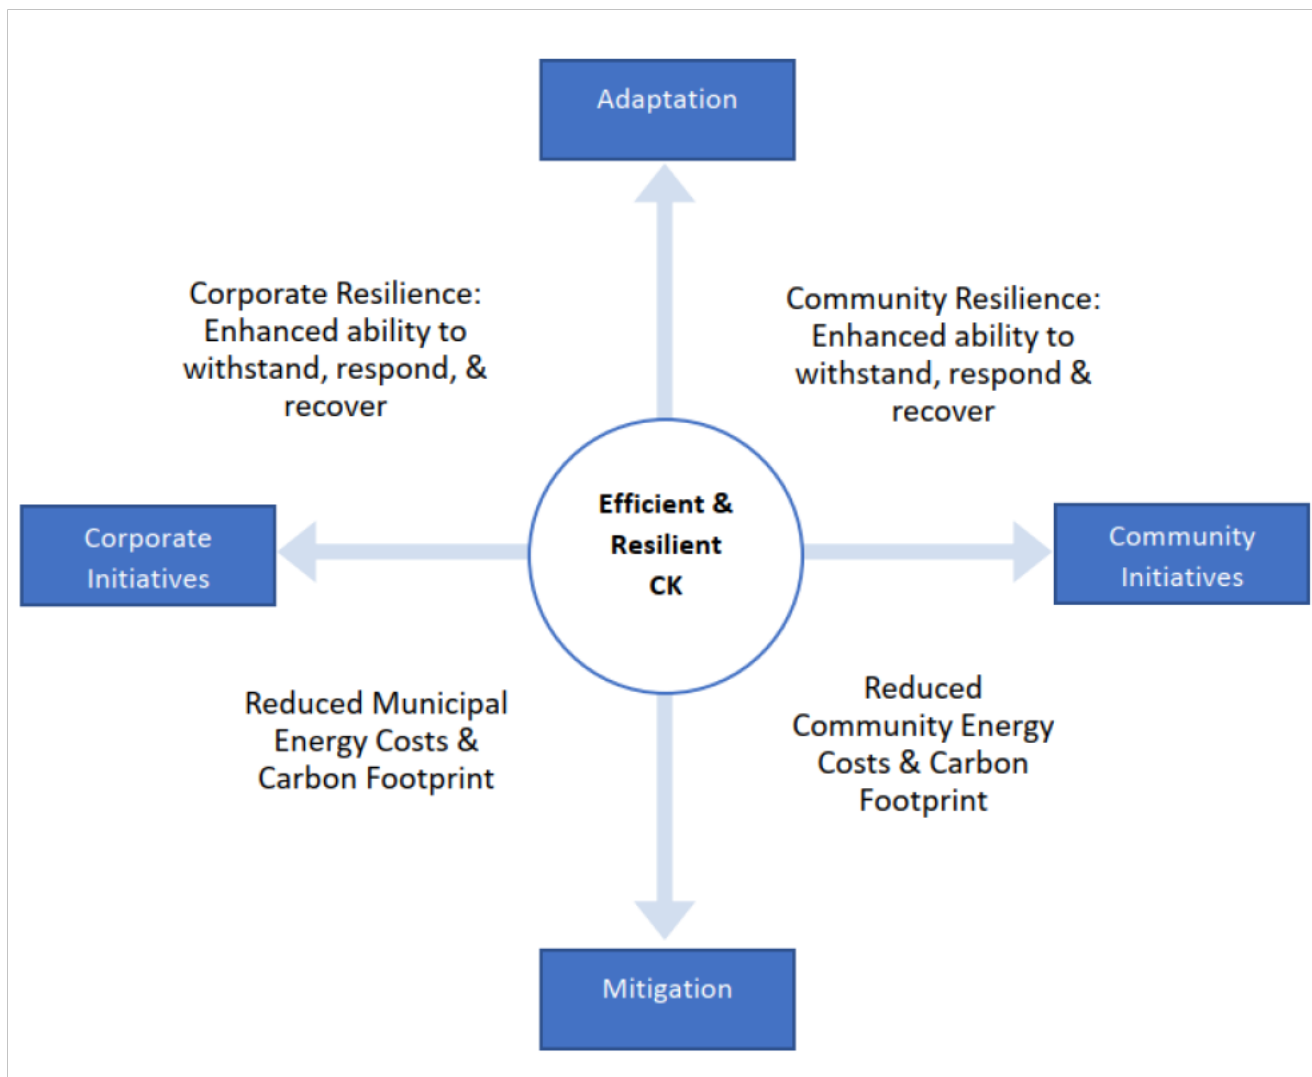 Adaptation
Corporate Resilience:
Enhanced ability to
withstand, respond, &
recover
Community Resilience:
Enhanced ability to
withstand, respond &
recover
Efficient &
Resilient
CK
Corporate
Initiatives
Community
Initiatives
Reduced Municipal
Energy Costs &
Carbon Footprint
Reduced
Community Energy
Costs & Carbon
Footprint
Mitigation